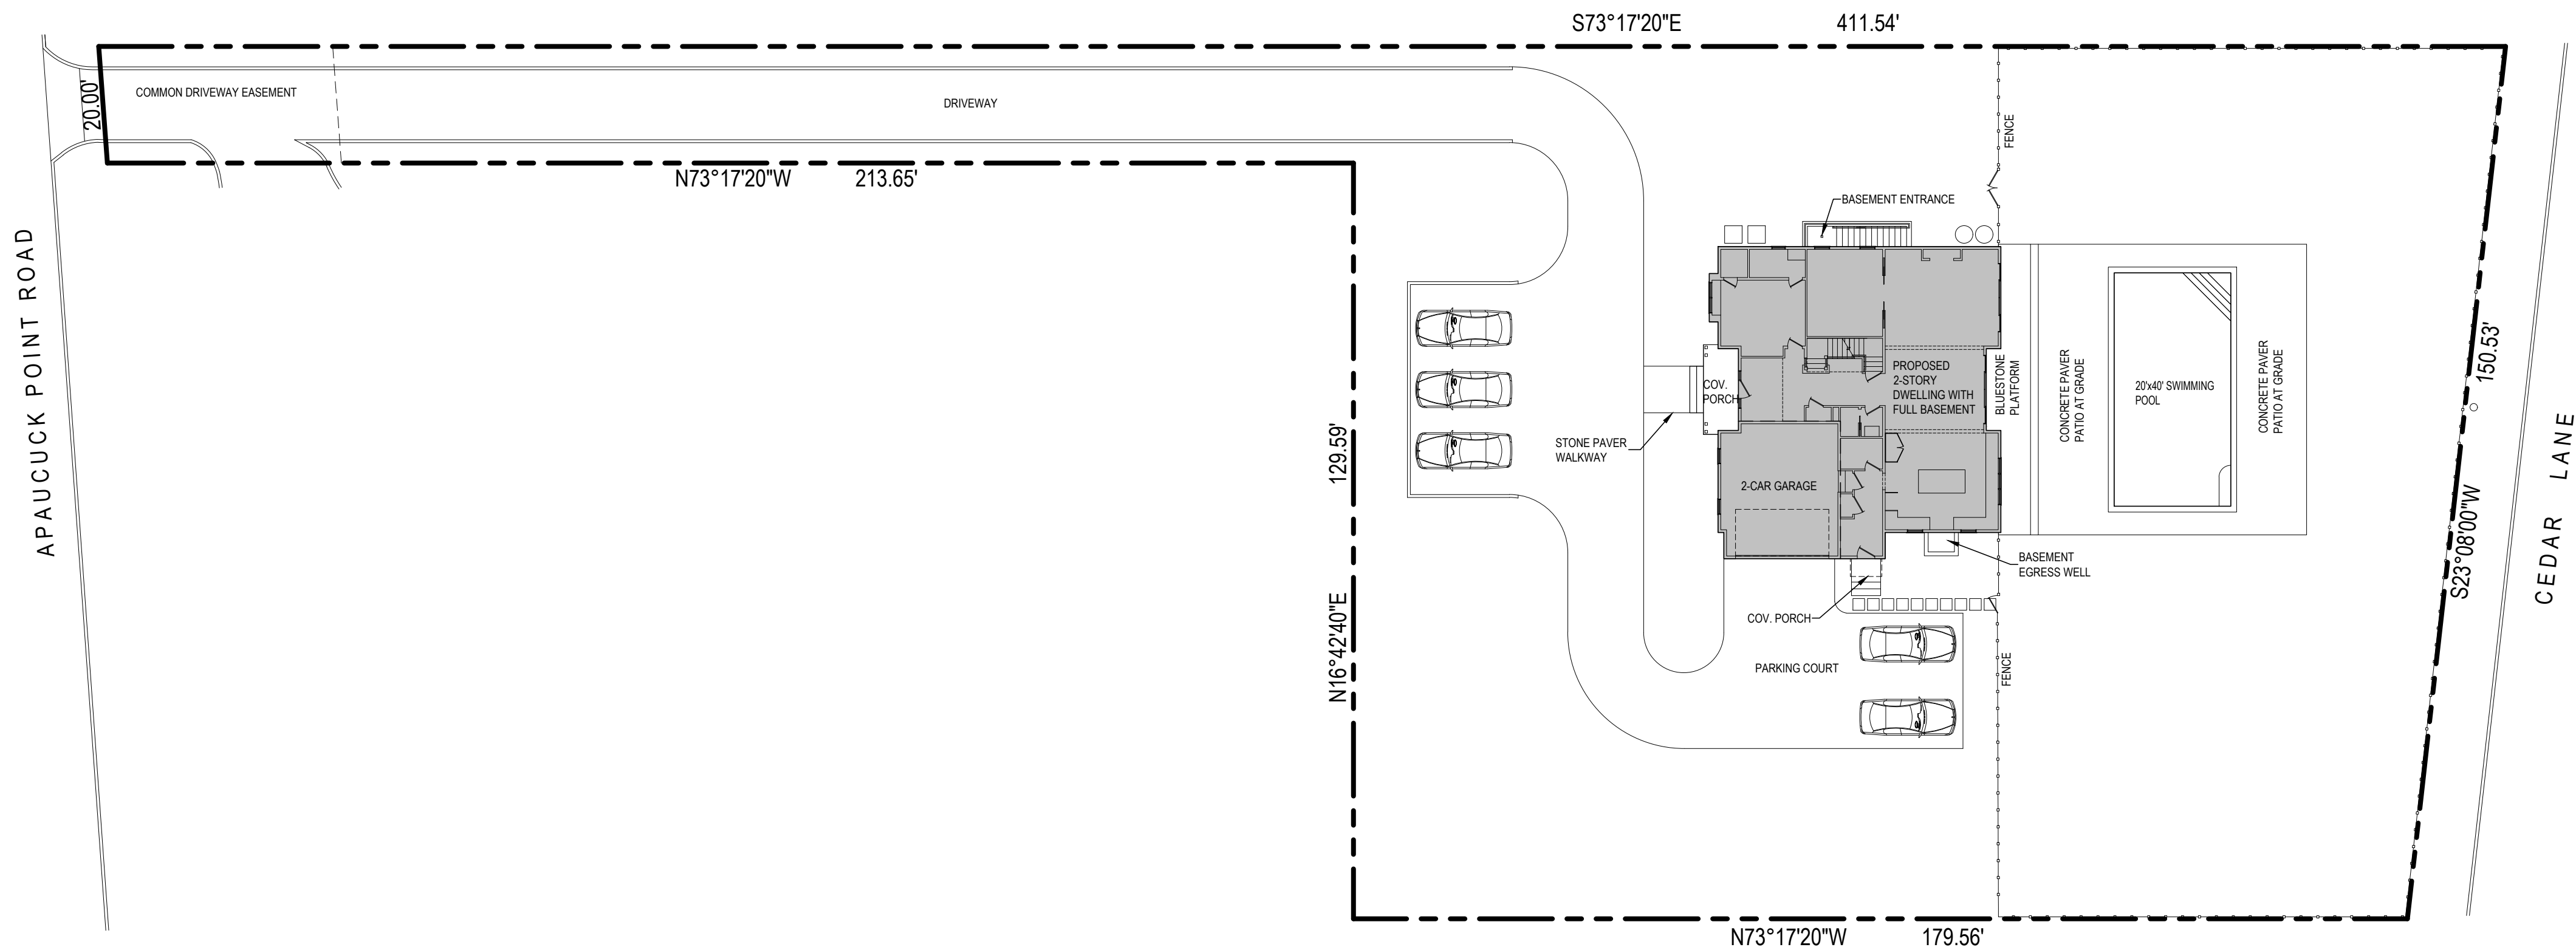 S73°17'20"E 411.54'
20.00'
COMMON DRIVEWAY EASEMENT
DRIVEWAY
N73°17'20"W 213.65'
APAUCUCK POINT ROAD
FENCE
BASEMENT ENTRANCE
COV.
PORCH
PROPOSED
2-STORY
DWELLING WITH
FULL BASEMENT
BLUESTONE
PLATFORM
CONCRETE PAVER
PATIO AT GRADE
20'x40' SWIMMING
POOL
CONCRETE PAVER
PATIO AT GRADE
150.53'
S23°08'00"W
CEDAR LANE
129.59'
N16°42'40"E
STONE PAVER
WALKWAY
2-CAR GARAGE
BASEMENT
EGRESS WELL
COV. PORCH
PARKING COURT
FENCE
N73°17'20"W 179.56'